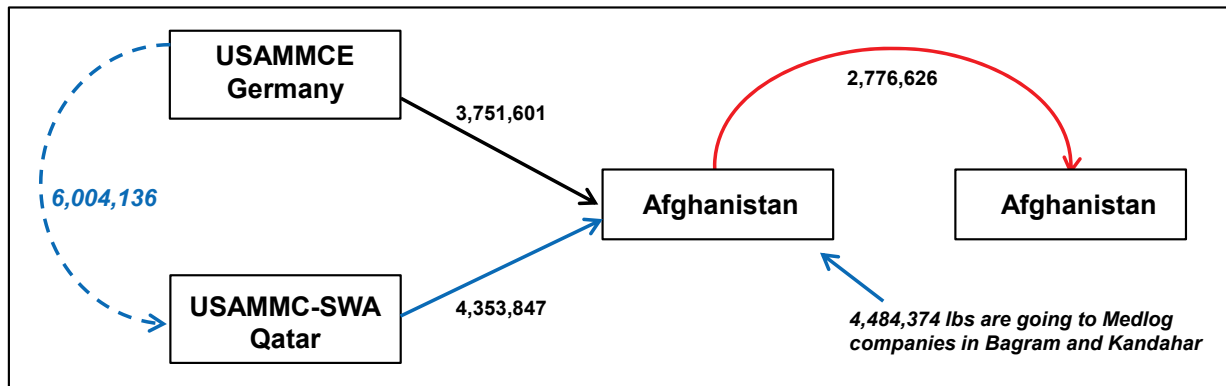 USAMMCE
Germany
3,751,601
2,776,626
6,004,136
Afghanistan
Afghanistan
USAMMC-SWA
Qatar
4,353,847
4,484,374 lbs are going to Medlog
companies in Bagram and Kandahar